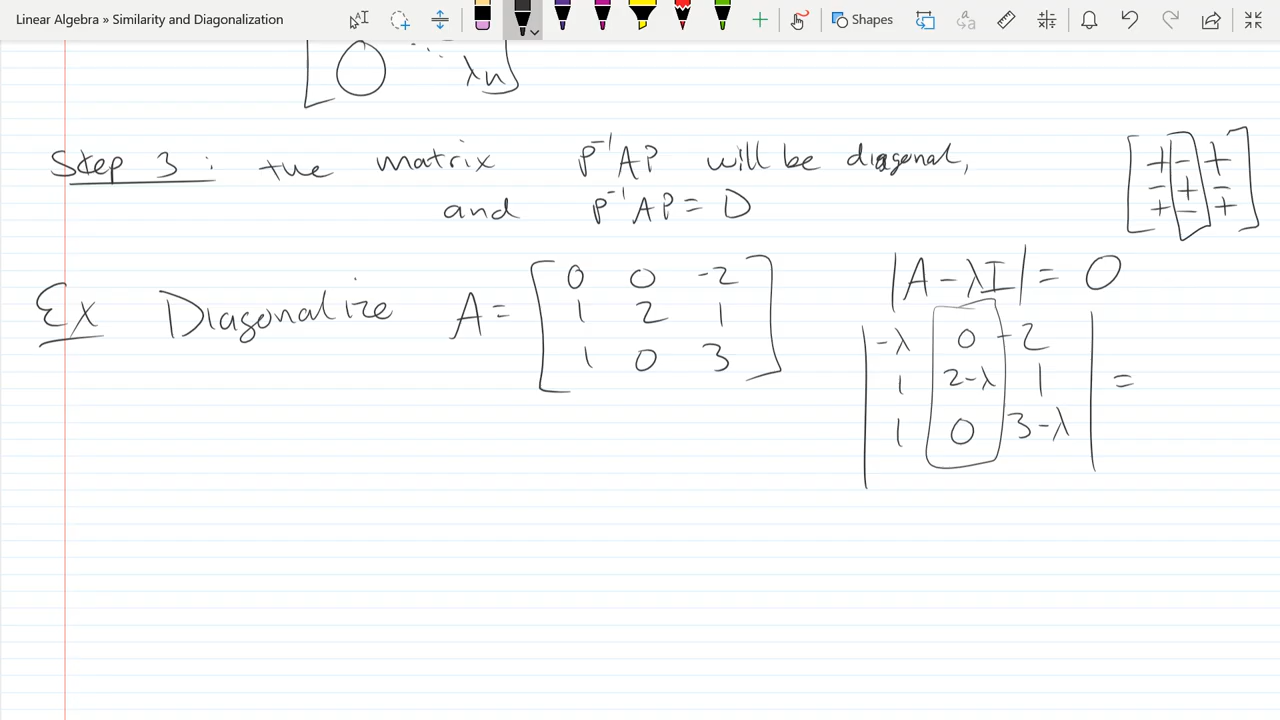 Linear Algebra » Similarity and Diagonalization
Shapes
0 ⋱ λn
Step 3: the matrix P⁻¹AP will be diagonal,
and P⁻¹AP = D
+ - +
- + -
+ - +
Ex Diagonalize A =
0 0 -2
1 2 1
1 0 3
|A - λI| = 0
-λ 0 -2
1 2-λ 1 =
1 0 3-λ